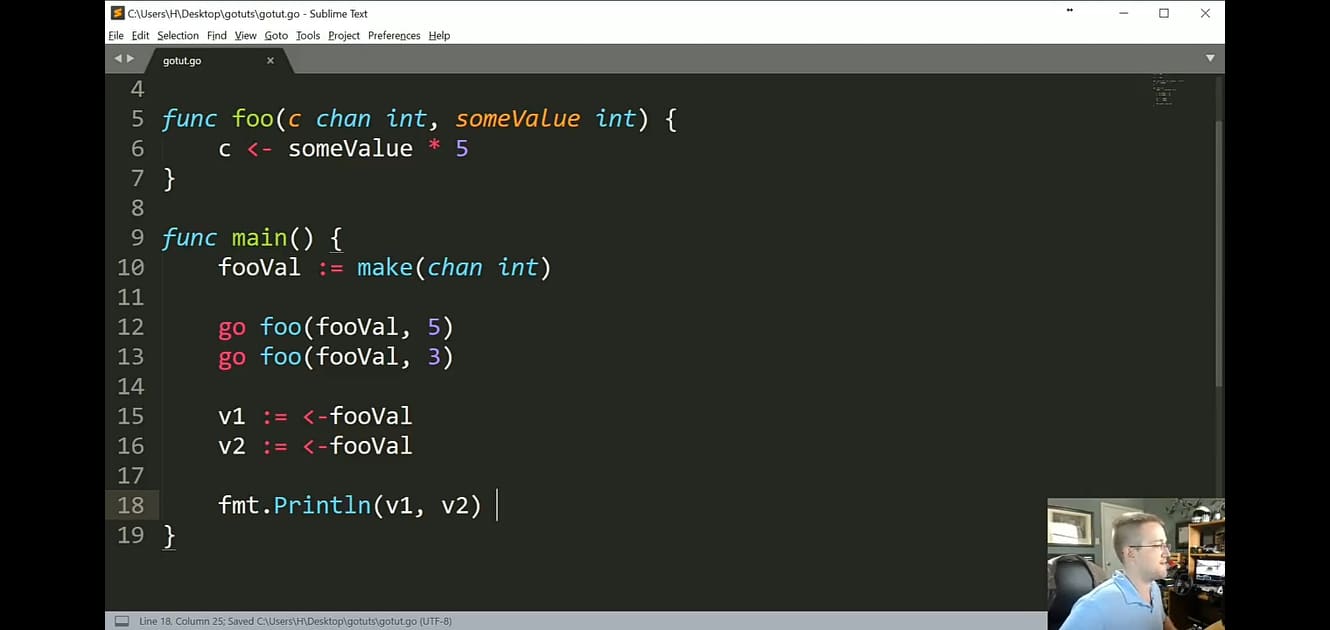 C:\Users\H\Desktop\gotuts\gotut.go - Sublime Text
File Edit Selection Find View Goto Tools Project Preferences Help
gotut.go
4
5 func foo(c chan int, someValue int) {
6 c <- someValue * 5
7 }
8
9 func main() {
10 fooVal := make(chan int)
11
12 go foo(fooVal, 5)
13 go foo(fooVal, 3)
14
15 v1 := <-fooVal
16 v2 := <-fooVal
17
18 fmt.Println(v1, v2)
19 }
Line 18, Column 25; Saved C:\Users\H\Desktop\gotuts\gotut.go (UTF-8)